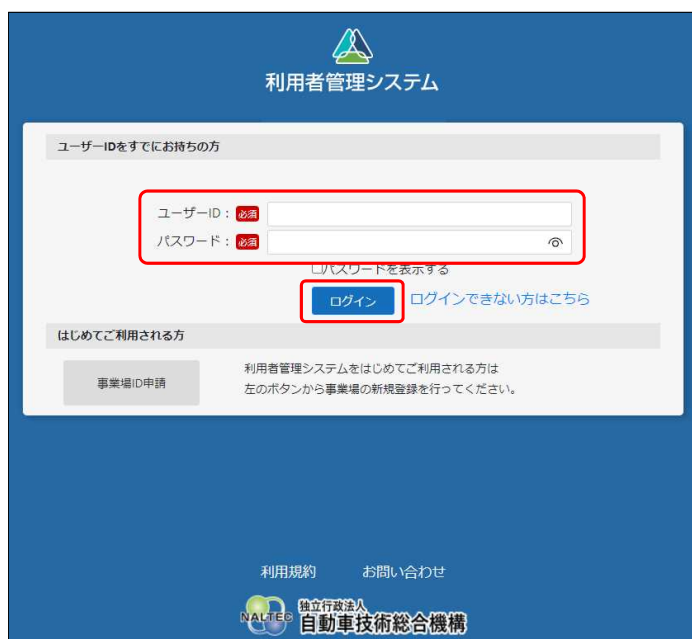 利用者管理システム
ユーザーIDをすでにお持ちの方
ユーザーID： 必須
パスワード： 必須
□パスワードを表示する
ログイン ログインできない方はこちら
はじめてご利用される方
事業場ID申請
利用者管理システムをはじめてご利用される方は
左のボタンから事業場の新規登録を行ってください。
利用規約 お問い合わせ
NALTEC 独立行政法人
自動車技術総合機構